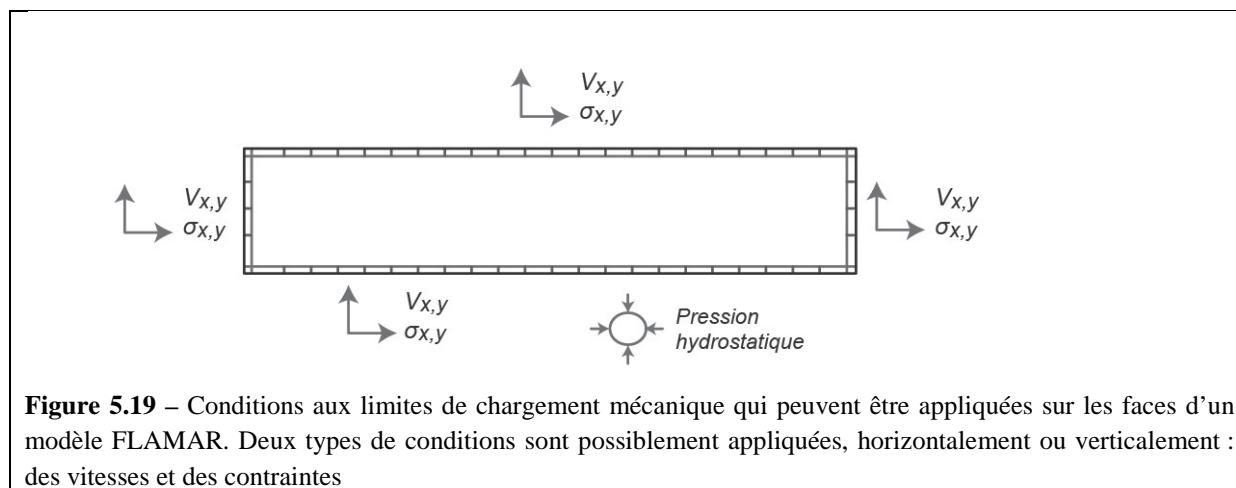 Vx,y
σx,y
Vx,y
σx,y
Vx,y
σx,y
Vx,y
σx,y
Pression
hydrostatique
Figure 5.19 – Conditions aux limites de chargement mécanique qui peuvent être appliquées sur les faces d'un
modèle FLAMAR. Deux types de conditions sont possiblement appliquées, horizontalement ou verticalement :
des vitesses et des contraintes